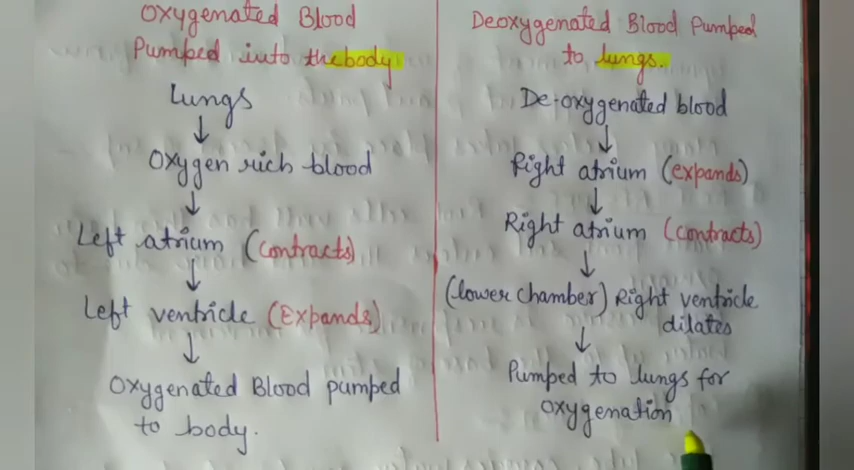 Oxygenated Blood
Pumped into the body
Lungs
Oxygen rich blood
Left atrium (contracts)
Left ventricle (Expands)
Oxygenated Blood pumped
to body.
Deoxygenated Blood Pumped
to lungs.
De-oxygenated blood
Right atrium (expands)
Right atrium (contracts)
(lower chamber) Right ventricle
dilates
Pumped to lungs for
oxygenation